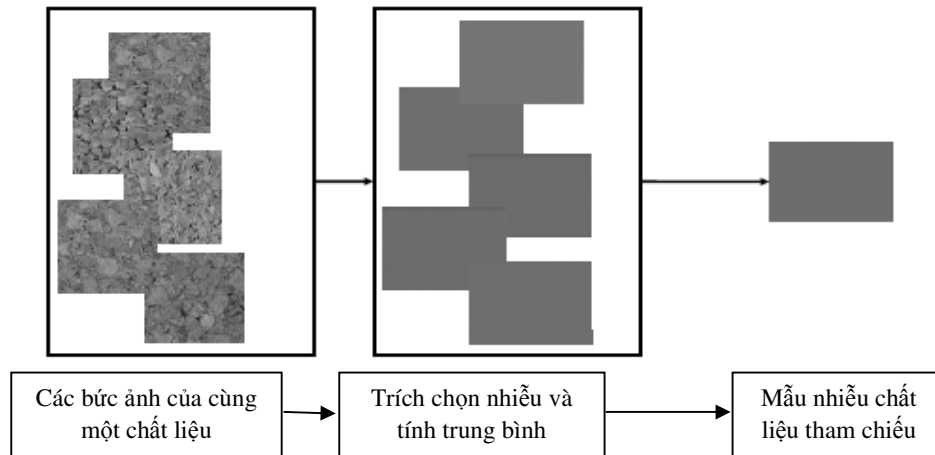 Các bức ảnh của cùng
một chất liệu
Trích chọn nhiễu và
tính trung bình
Mẫu nhiễu chất
liệu tham chiếu